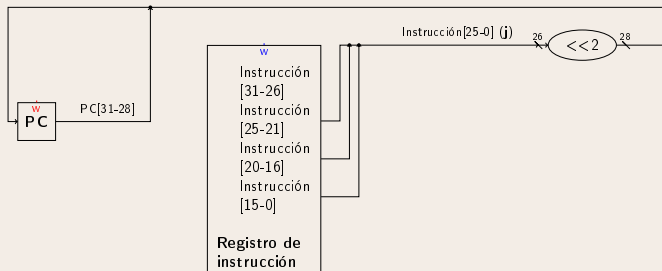 Instrucción[25-0] (j)
26
<<2
28
w
Instrucción
[31-26]
Instrucción
[25-21]
Instrucción
[20-16]
Instrucción
[15-0]
Registro de
instrucción
w
PC
PC[31-28]